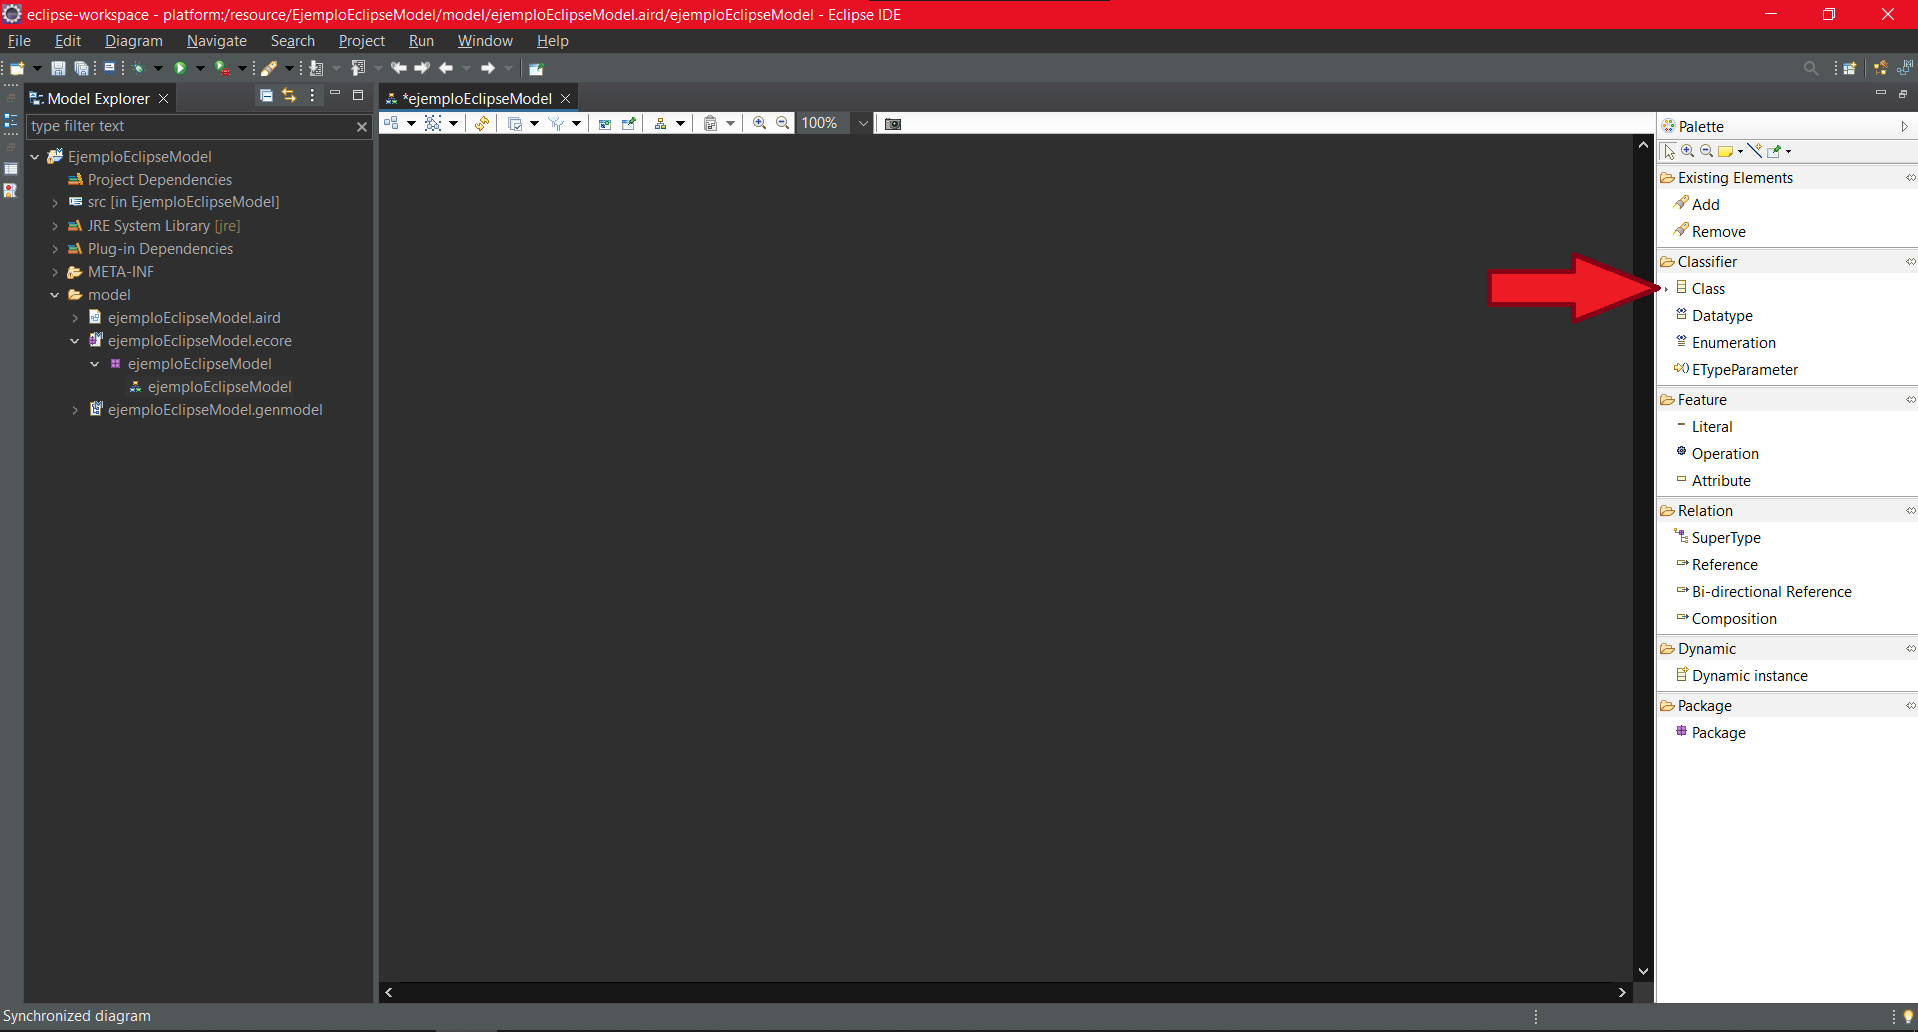 eclipse-workspace - platform:/resource/EjemploEclipseModel/model/ejemploEclipseModel.aird/ejemploEclipseModel - Eclipse IDE
File Edit Diagram Navigate Search Project Run Window Help
Model Explorer
type filter text
EjemploEclipseModel
Project Dependencies
src [in EjemploEclipseModel]
JRE System Library [jre]
Plug-in Dependencies
META-INF
model
ejemploEclipseModel.aird
ejemploEclipseModel.ecore
ejemploEclipseModel
ejemploEclipseModel
ejemploEclipseModel.genmodel
*ejemploEclipseModel
100%
Palette
Existing Elements
Add
Remove
Classifier
Class
Datatype
Enumeration
ETypeParameter
Feature
Literal
Operation
Attribute
Relation
SuperType
Reference
Bi-directional Reference
Composition
Dynamic
Dynamic instance
Package
Package
Synchronized diagram